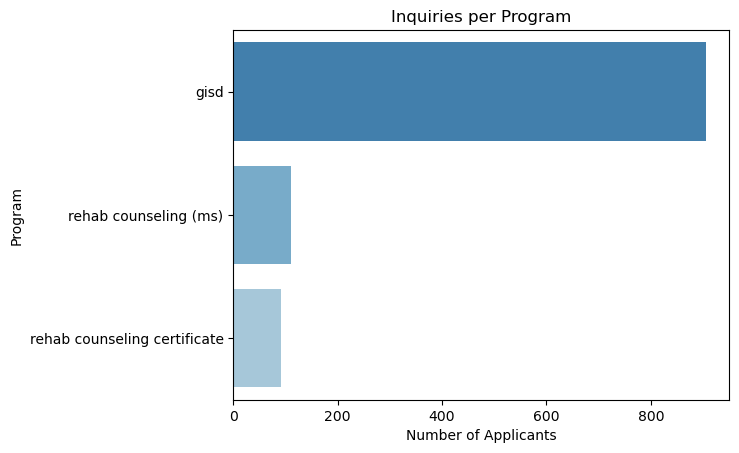 Inquiries per Program
gisd
rehab counseling (ms)
rehab counseling certificate
Program
0 200 400 600 800
Number of Applicants